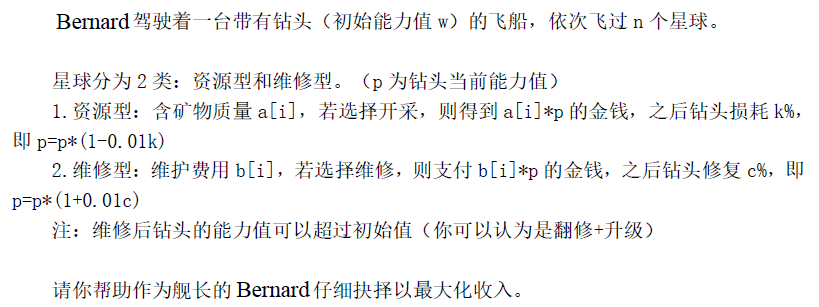 Bernard驾驶着一台带有钻头（初始能力值 w）的飞船，依次飞过 n 个星球。
星球分为 2 类：资源型和维修型。（p 为钻头当前能力值）
1.资源型：含矿物质量 a[i]，若选择开采，则得到 a[i]*p 的金钱，之后钻头损耗 k%，
即 p=p*(1-0.01k)
2.维修型：维护费用 b[i]，若选择维修，则支付 b[i]*p 的金钱，之后钻头修复 c%，即
p=p*(1+0.01c)
注：维修后钻头的能力值可以超过初始值（你可以认为是翻修+升级）
请你帮助作为舰长的 Bernard 仔细抉择以最大化收入。